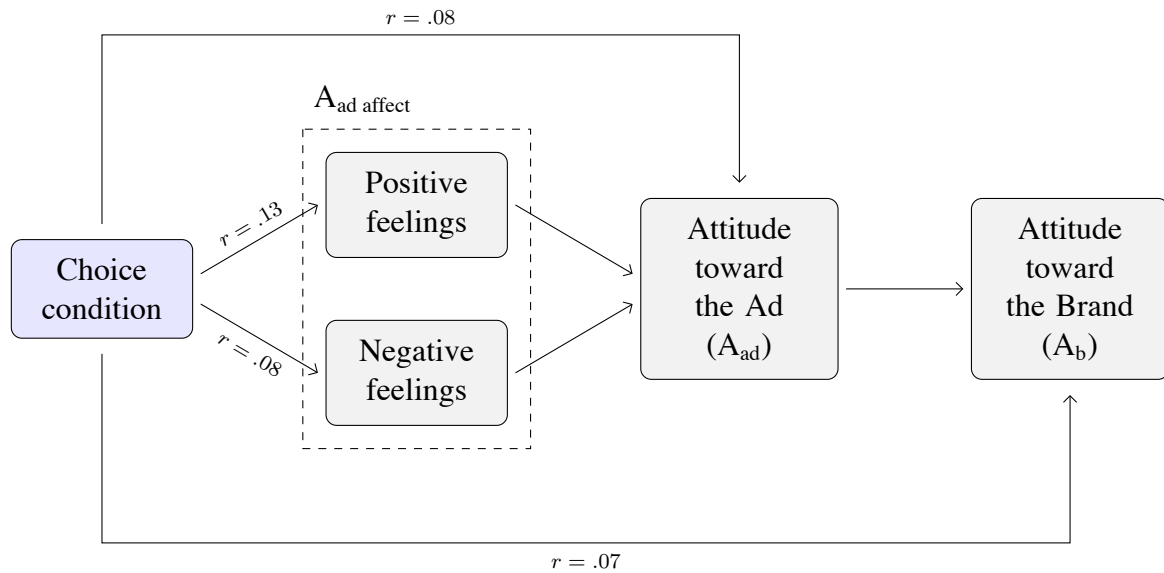 r = .08
A_ad affect
Positive
feelings
r = .13
Choice
condition
r = .08
Negative
feelings
Attitude
toward
the Ad
(A_ad)
Attitude
toward
the Brand
(A_b)
r = .07